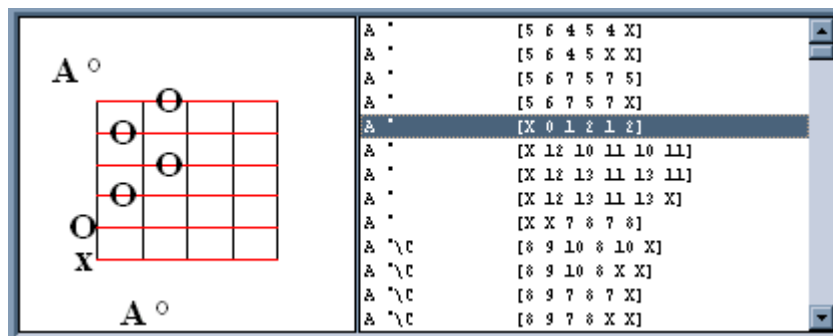 A °
O
O
O
O
O
X
A °
A ° [5 6 4 5 4 X]
A ° [5 6 4 5 X X]
A ° [5 6 7 5 7 5]
A ° [5 6 7 5 7 X]
A ° [X 0 1 2 1 2]
A ° [X 12 10 11 10 11]
A ° [X 12 13 11 13 11]
A ° [X 12 13 11 13 X]
A ° [X X 7 8 7 8]
A °\C [8 9 10 8 10 X]
A °\C [8 9 10 8 X X]
A °\C [8 9 7 8 7 X]
A °\C [8 9 7 8 X X]